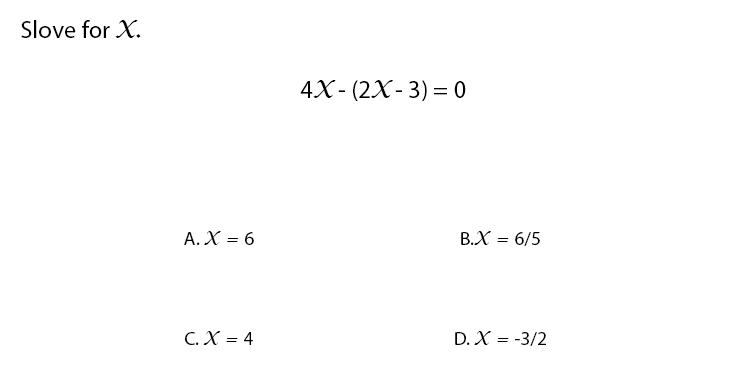 Slove for X.
4X - (2X - 3) = 0
A. X = 6
B.X = 6/5
C. X = 4
D. X = -3/2